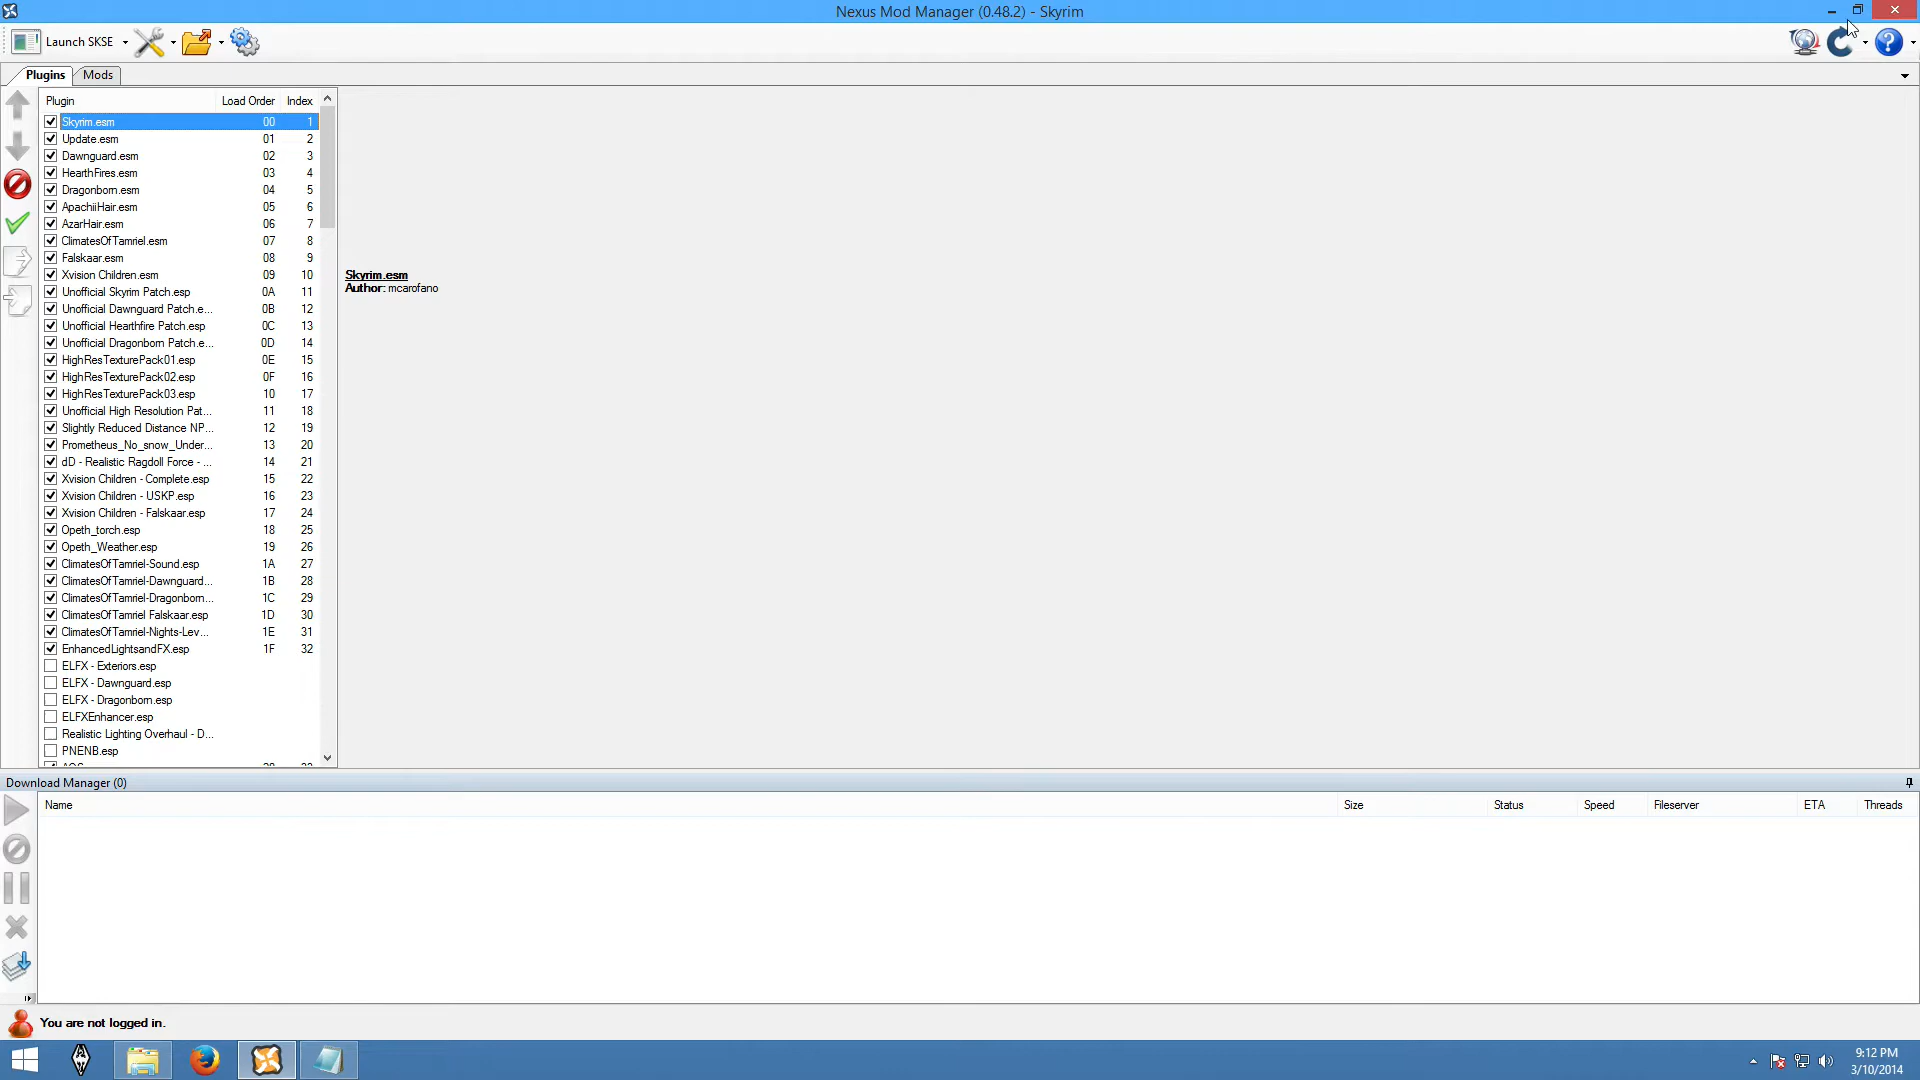 Nexus Mod Manager (0.48.2) - Skyrim
Launch SKSE
Plugins Mods
Plugin Load Order Index
Skyrim.esm 00 1
Update.esm 01 2
Dawnguard.esm 02 3
HearthFires.esm 03 4
Dragonborn.esm 04 5
ApachiiHair.esm 05 6
AzarHair.esm 06 7
ClimatesOfTamriel.esm 07 8
Falskaar.esm 08 9
Xvision Children.esm 09 10
Unofficial Skyrim Patch.esp 0A 11
Unofficial Dawnguard Patch.e... 0B 12
Unofficial Hearthfire Patch.esp 0C 13
Unofficial Dragonborn Patch.e... 0D 14
HighResTexturePack01.esp 0E 15
HighResTexturePack02.esp 0F 16
HighResTexturePack03.esp 10 17
Unofficial High Resolution Pat... 11 18
Slightly Reduced Distance NP... 12 19
Prometheus_No_snow_Under... 13 20
dD - Realistic Ragdoll Force - ... 14 21
Xvision Children - Complete.esp 15 22
Xvision Children - USKP.esp 16 23
Xvision Children - Falskaar.esp 17 24
Opeth_torch.esp 18 25
Opeth_Weather.esp 19 26
ClimatesOfTamriel-Sound.esp 1A 27
ClimatesOfTamriel-Dawnguard... 1B 28
ClimatesOfTamriel-Dragonborn... 1C 29
ClimatesOfTamriel Falskaar.esp 1D 30
ClimatesOfTamriel-Nights-Lev... 1E 31
EnhancedLightsandFX.esp 1F 32
ELFX - Exteriors.esp
ELFX - Dawnguard.esp
ELFX - Dragonborn.esp
ELFXEnhancer.esp
Realistic Lighting Overhaul - D...
PNENB.esp
Skyrim.esm
Author: mcarofano
Download Manager (0)
Name Size Status Speed Fileserver ETA Threads
You are not logged in.
9:12 PM
3/10/2014